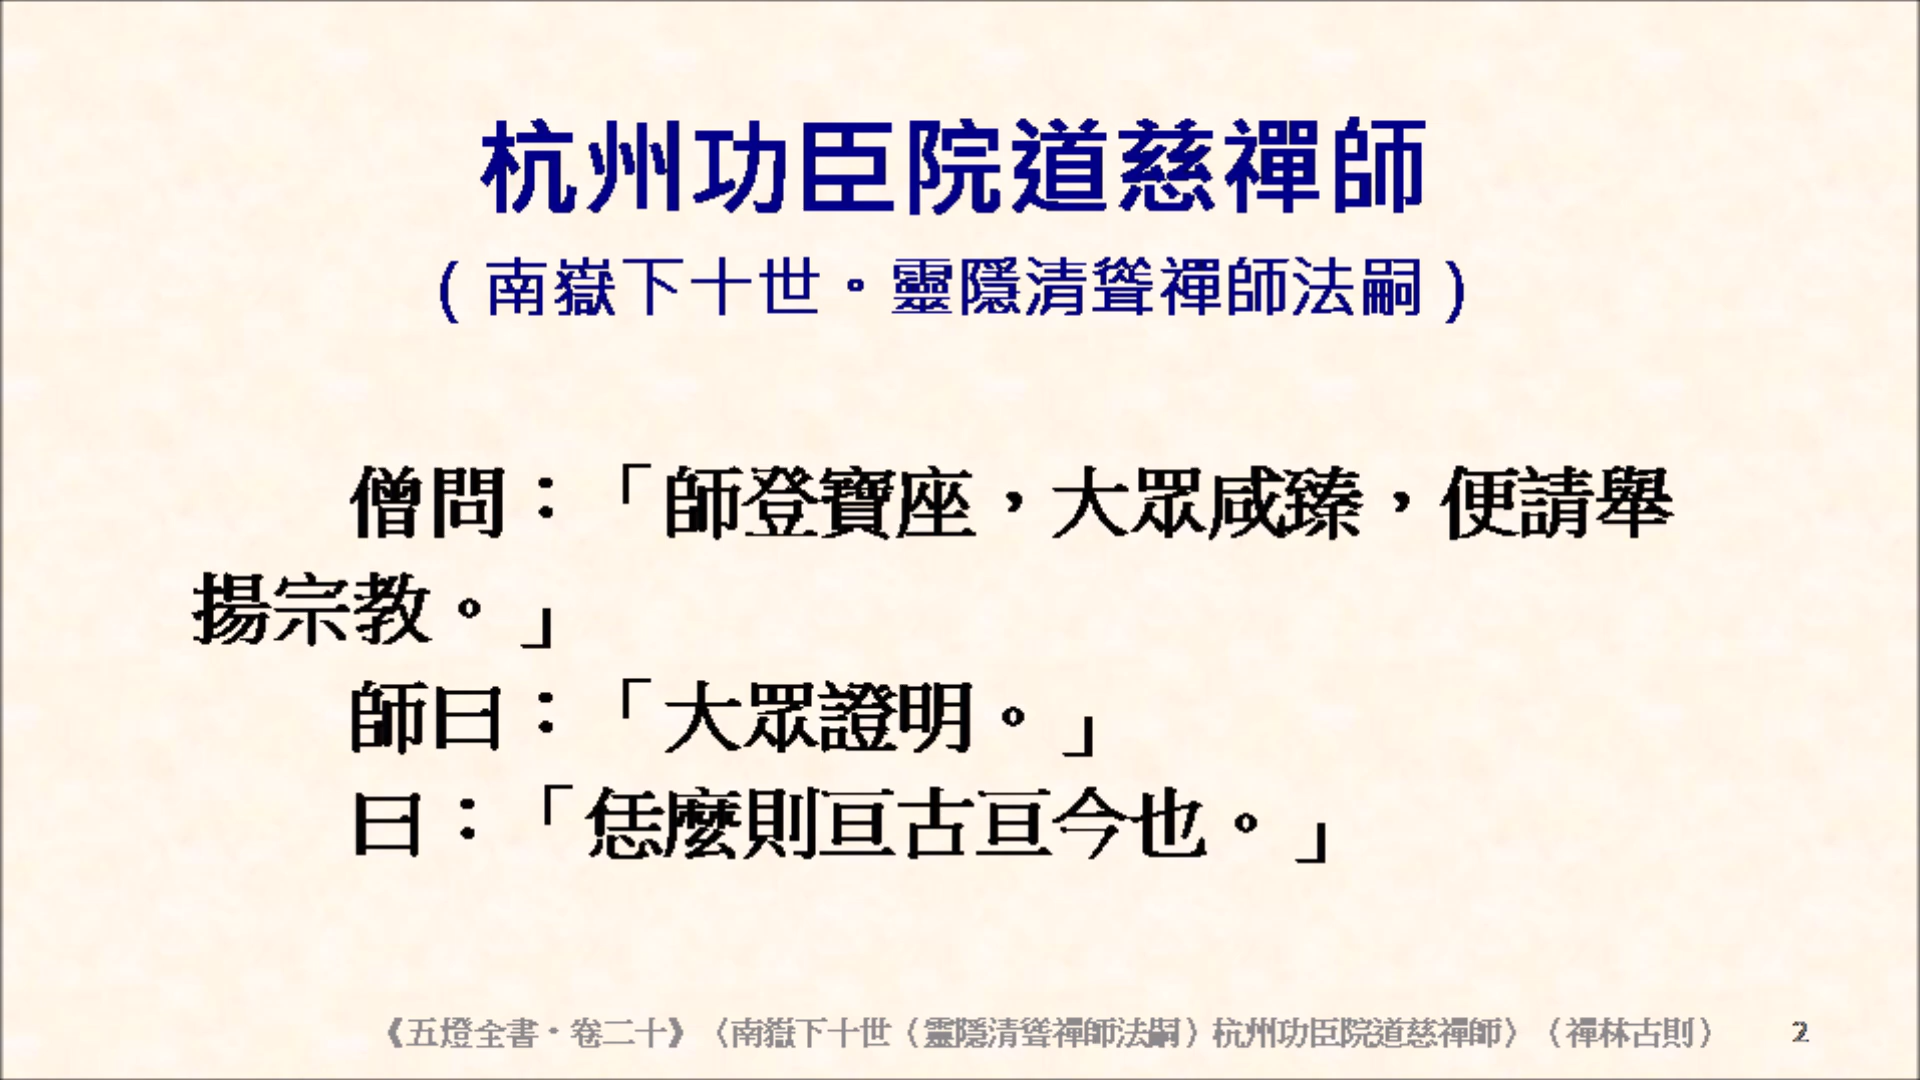 杭州功臣院道慈禪師
（南嶽下十世。靈隱清聳禪師法嗣）
僧問：「師登寶座，大眾咸臻，便請舉
揚宗教。」
師曰：「大眾證明。」
曰：「恁麼則亘古亘今也。」
《五燈全書•卷二十》〈南嶽下十世（靈隱清聳禪師法嗣）杭州功臣院道慈禪師〉（禪林古則） 2